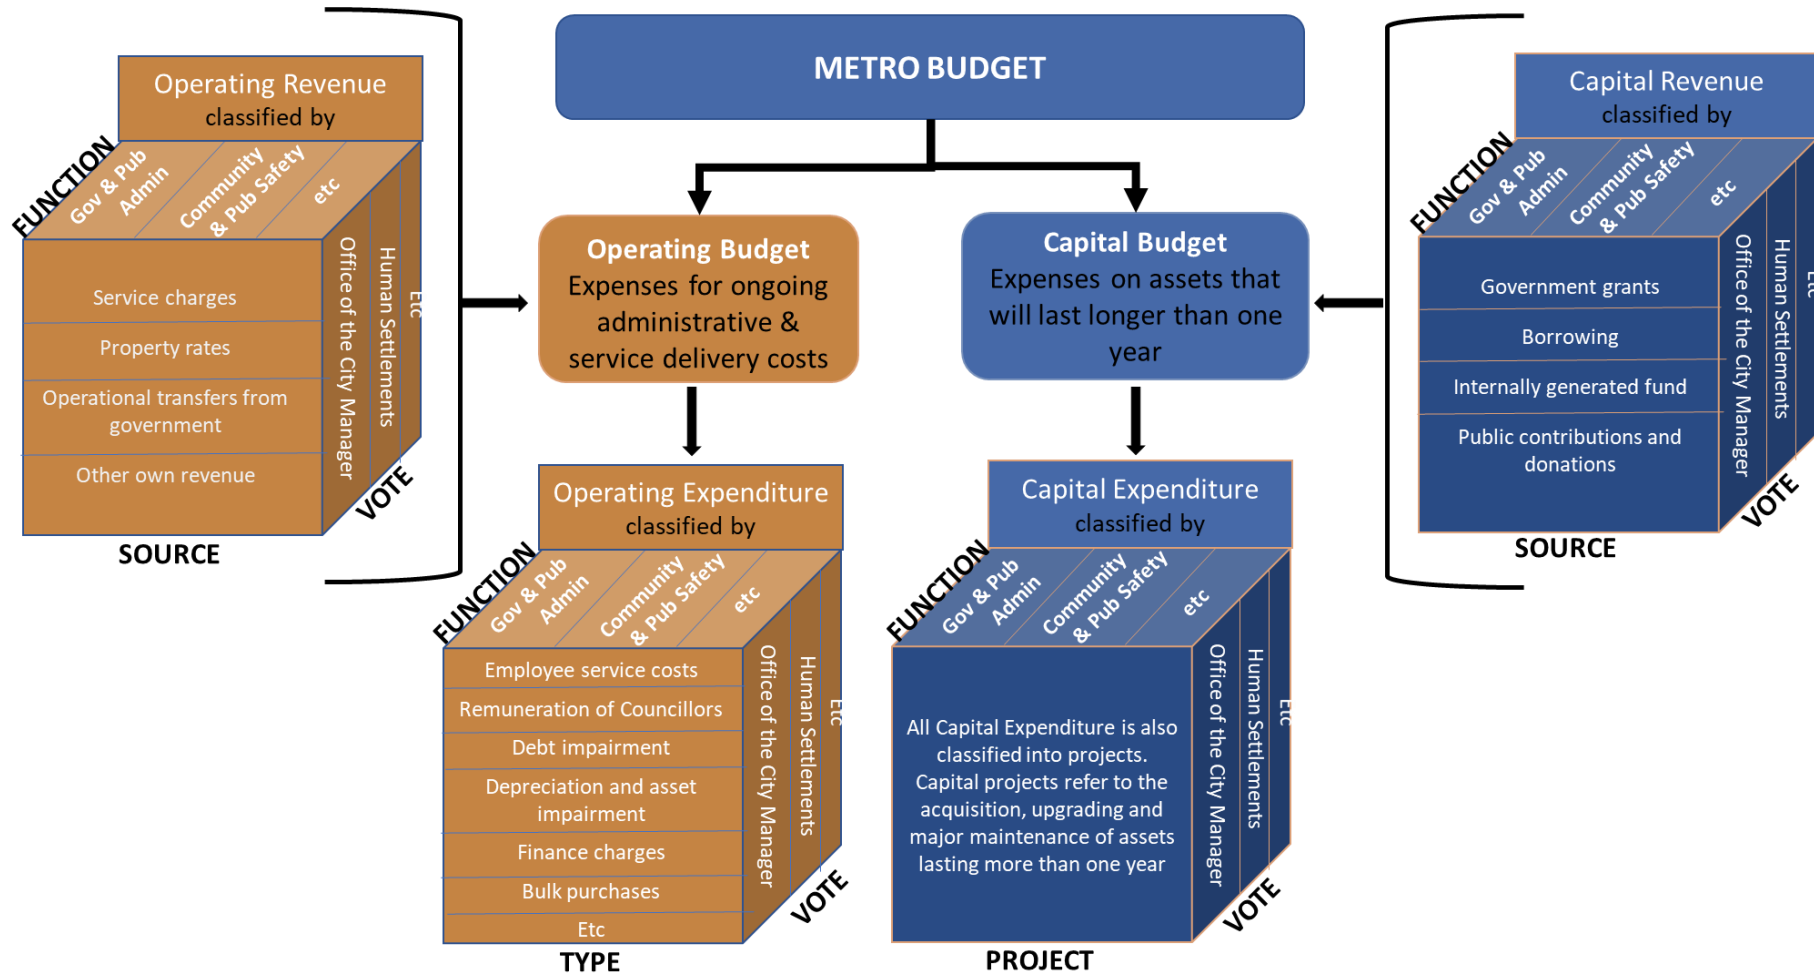 METRO BUDGET
Operating Revenue
classified by
FUNCTION
Gov & Pub
Admin
Community
& Pub Safety
etc
Service charges
Property rates
Operational transfers from
government
Other own revenue
Office of the City Manager
Human Settlements
Etc
VOTE
SOURCE
Operating Budget
Expenses for ongoing
administrative &
service delivery costs
Capital Budget
Expenses on assets that
will last longer than one
year
Capital Revenue
classified by
FUNCTION
Gov & Pub
Admin
Community
& Pub Safety
etc
Government grants
Borrowing
Internally generated fund
Public contributions and
donations
Office of the City Manager
Human Settlements
Etc
VOTE
SOURCE
Operating Expenditure
classified by
FUNCTION
Gov & Pub
Admin
Community
& Pub Safety
etc
Employee service costs
Remuneration of Councillors
Debt impairment
Depreciation and asset
impairment
Finance charges
Bulk purchases
Etc
Office of the City Manager
Human Settlements
Etc
VOTE
TYPE
Capital Expenditure
classified by
FUNCTION
Gov & Pub
Admin
Community
& Pub Safety
etc
All Capital Expenditure is also
classified into projects.
Capital projects refer to the
acquisition, upgrading and
major maintenance of assets
lasting more than one year
Office of the City Manager
Human Settlements
Etc
VOTE
PROJECT